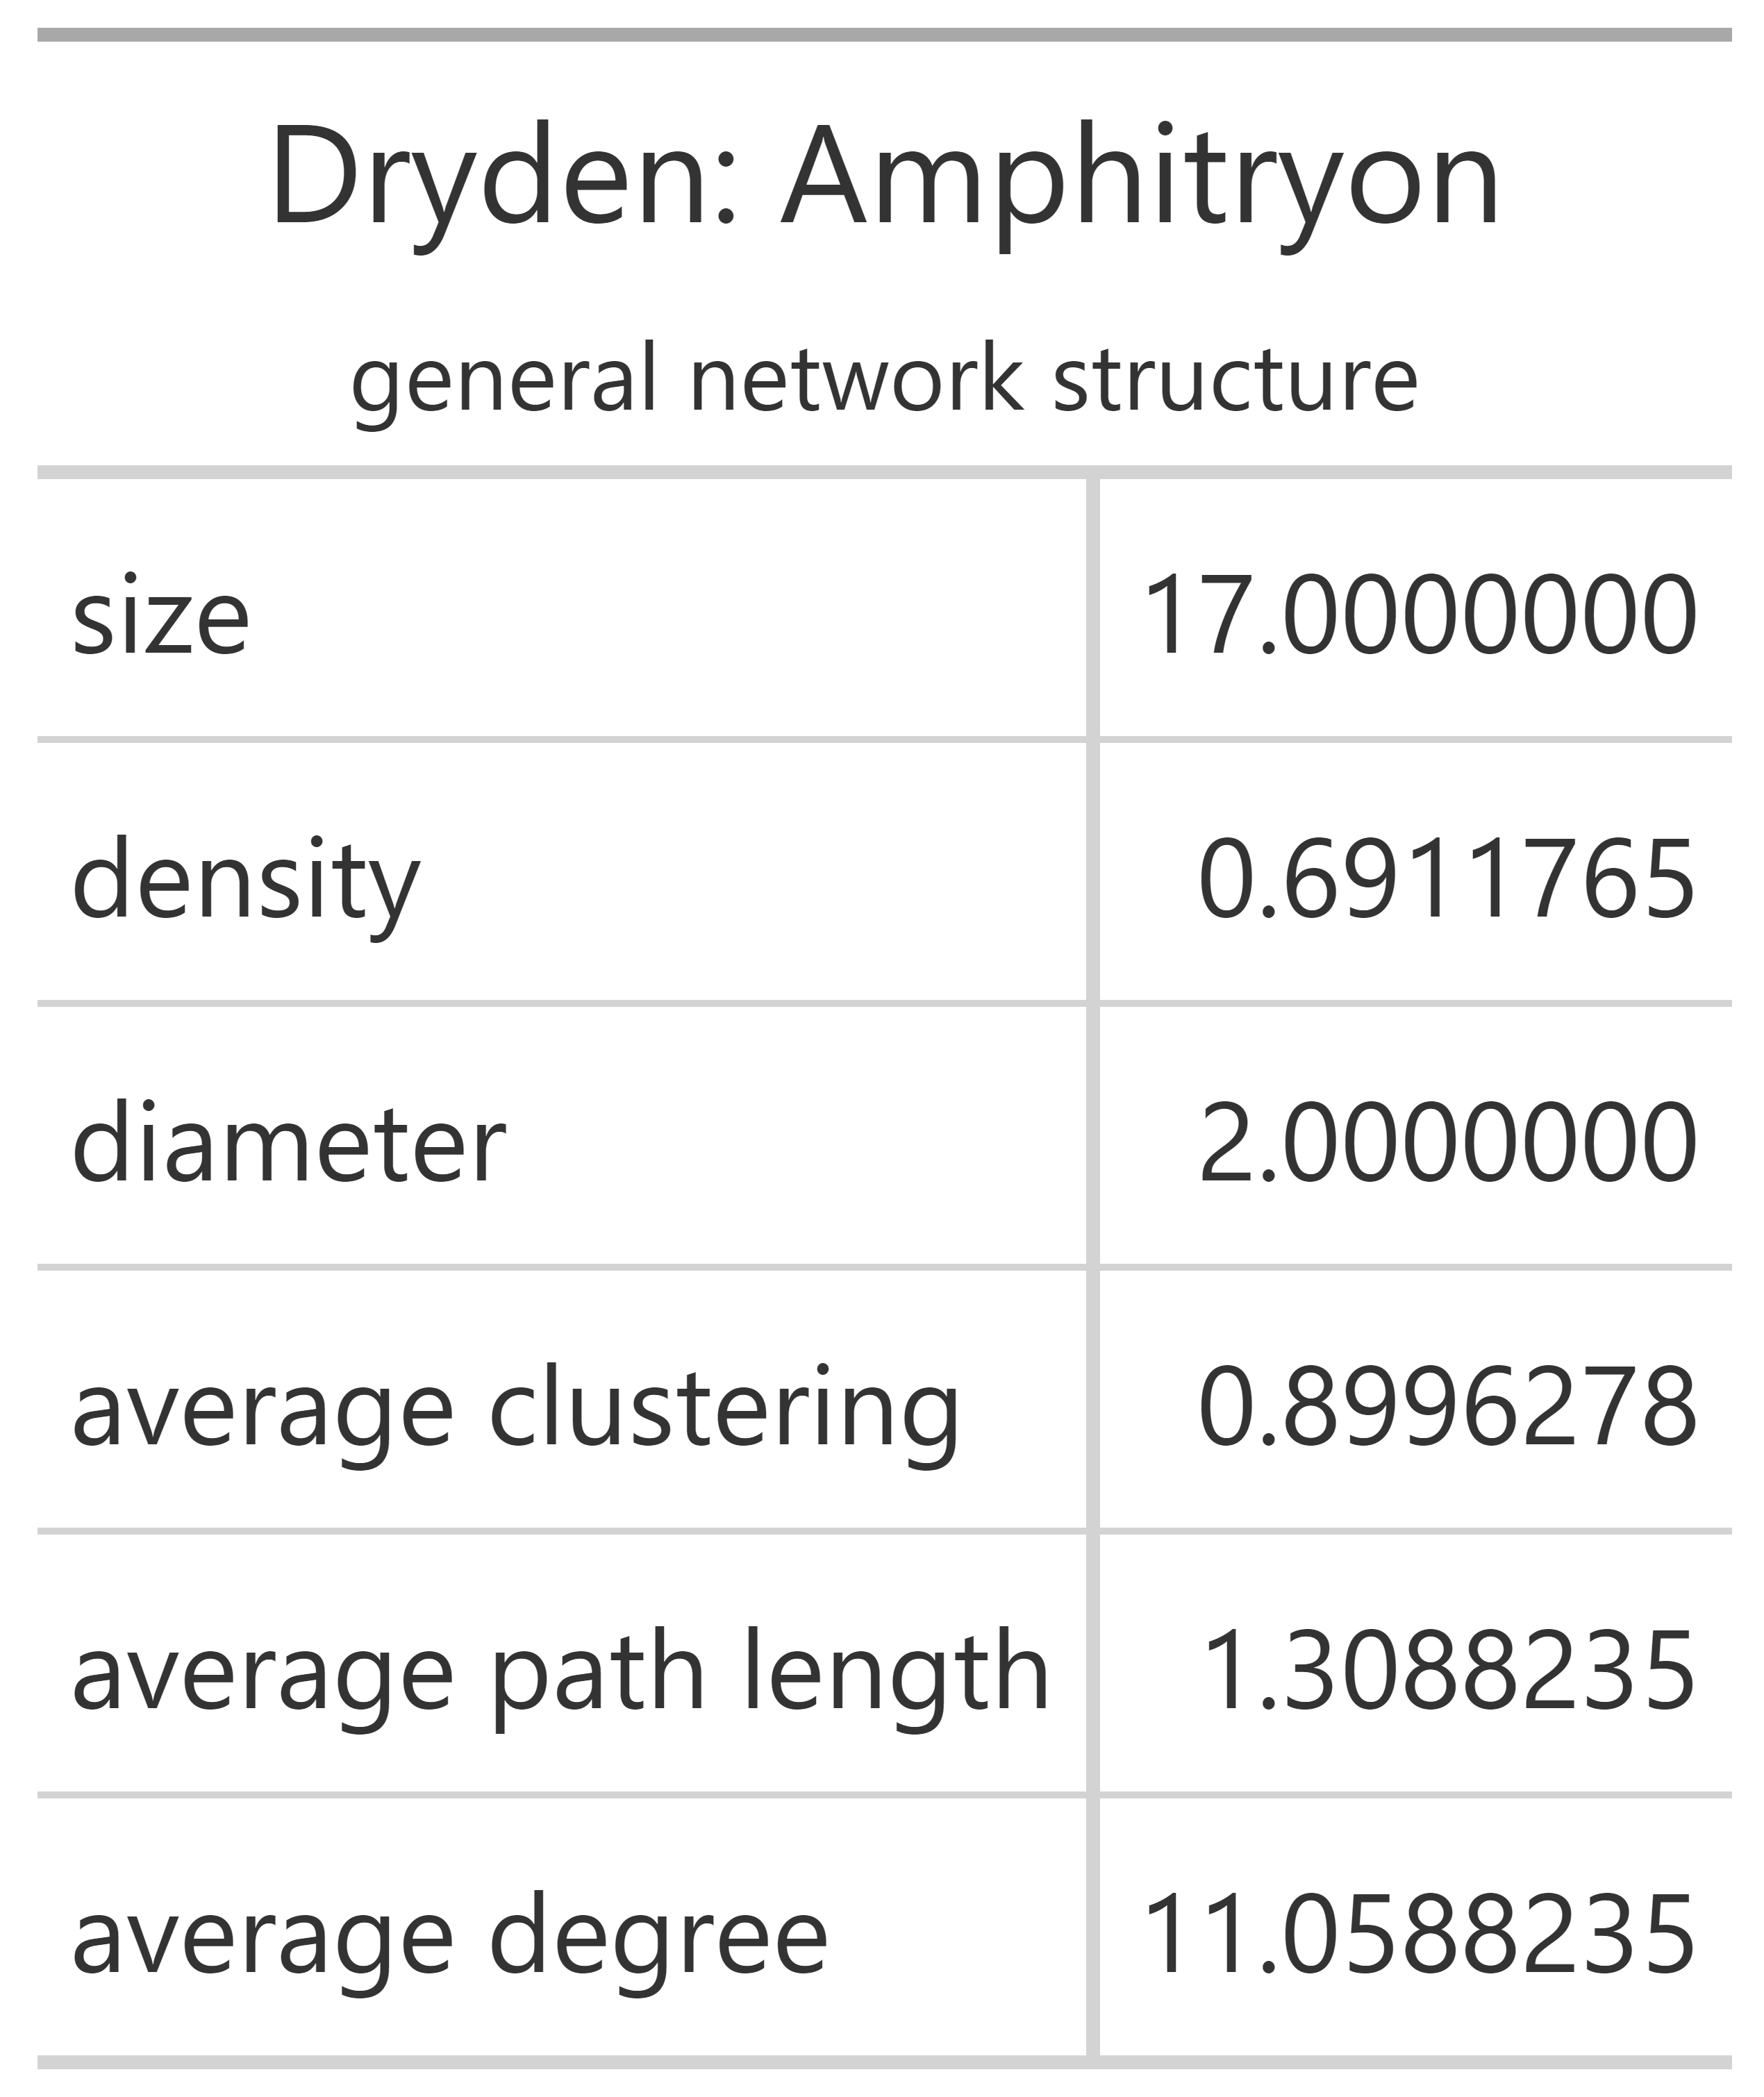 Dryden: Amphitryon
general network structure
size 17.0000000
density 0.6911765
diameter 2.0000000
average clustering 0.8996278
average path length 1.3088235
average degree 11.0588235